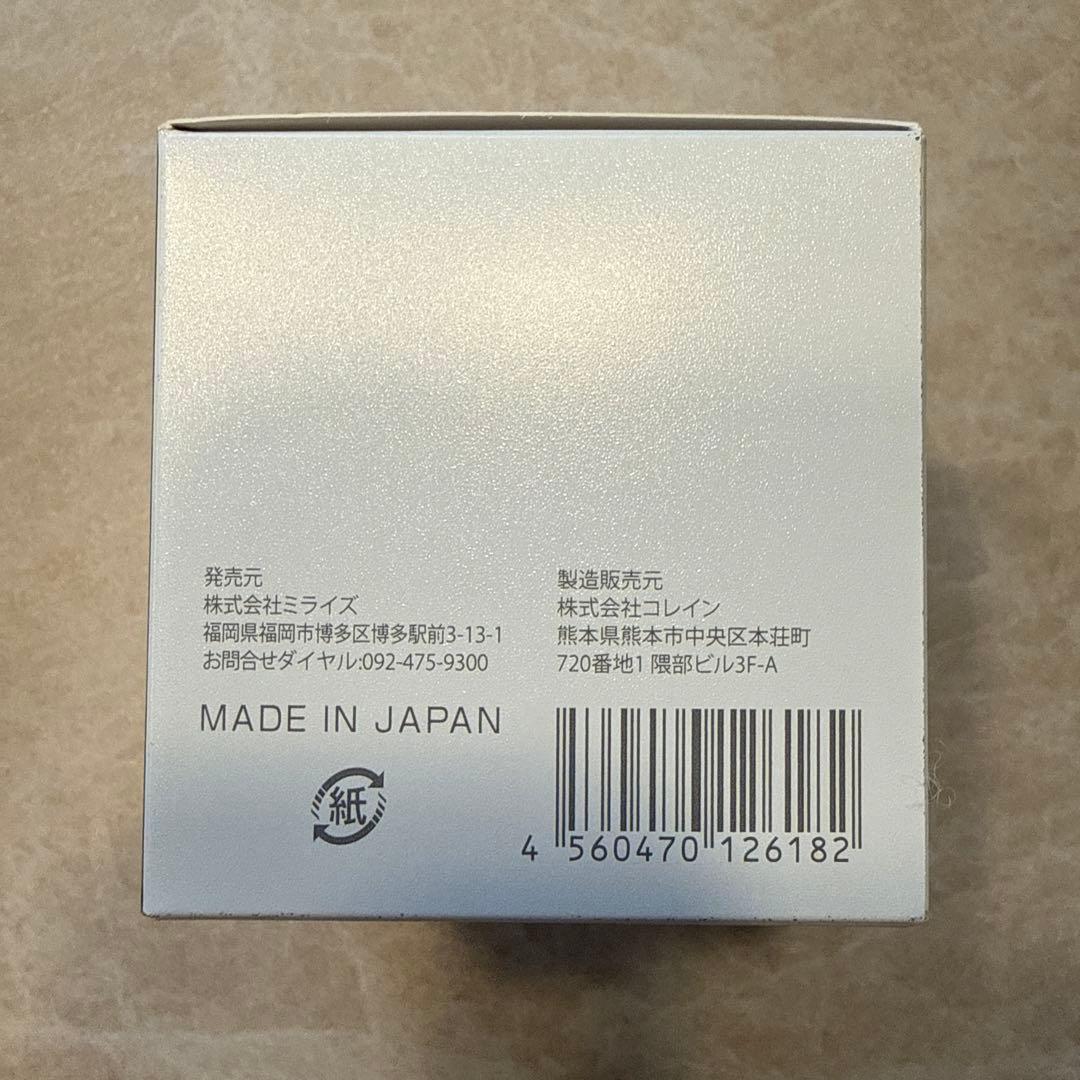 発売元
株式会社ミライズ
福岡県福岡市博多区博多駅前3-13-1
お問合せダイヤル:092-475-9300
製造販売元
株式会社コレイン
熊本県熊本市中央区本荘町
720番地1 隈部ビル3F-A
MADE IN JAPAN
紙
4 560470 126182